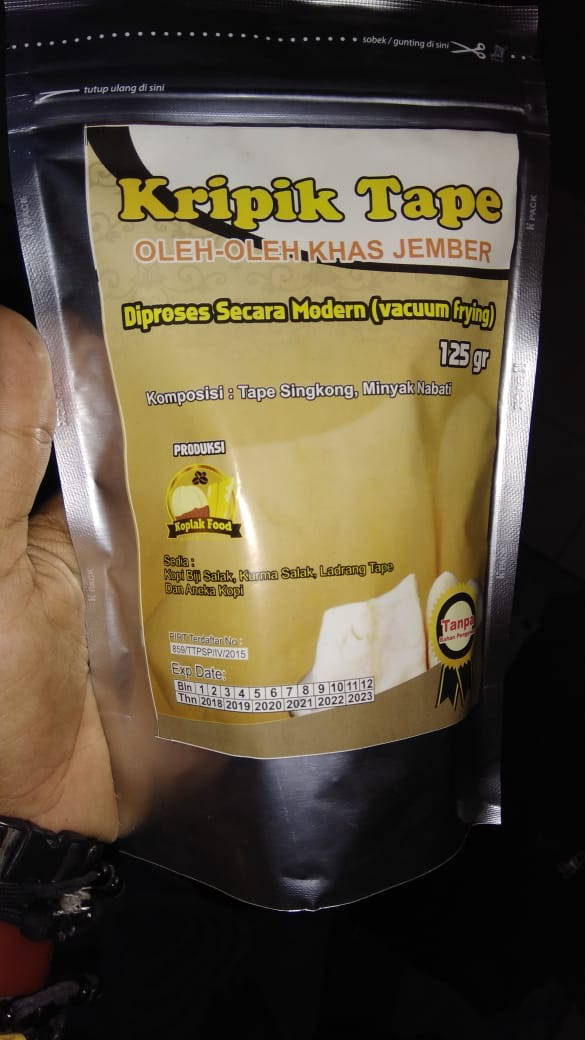 sobek / gunting di sini
tutup ulang di sini
Kripik Tape
OLEH-OLEH KHAS JEMBER
Diproses Secara Modern (vacuum frying)
125 gr
Komposisi : Tape Singkong, Minyak Nabati
PRODUKSI
Koplak Food
Sedia :
Kopi Biji Salak, Kurma Salak, Ladrang Tape
Dan Aneka Kopi
Tanpa
Bahan
PIRT Terdaftar No :
859/TTPSP/IV/2015
Exp Date:
Bln 1 2 3 4 5 6 7 8 9 10 11 12
Thn 2018 2019 2020 2021 2022 2023
N PACK
N PACK